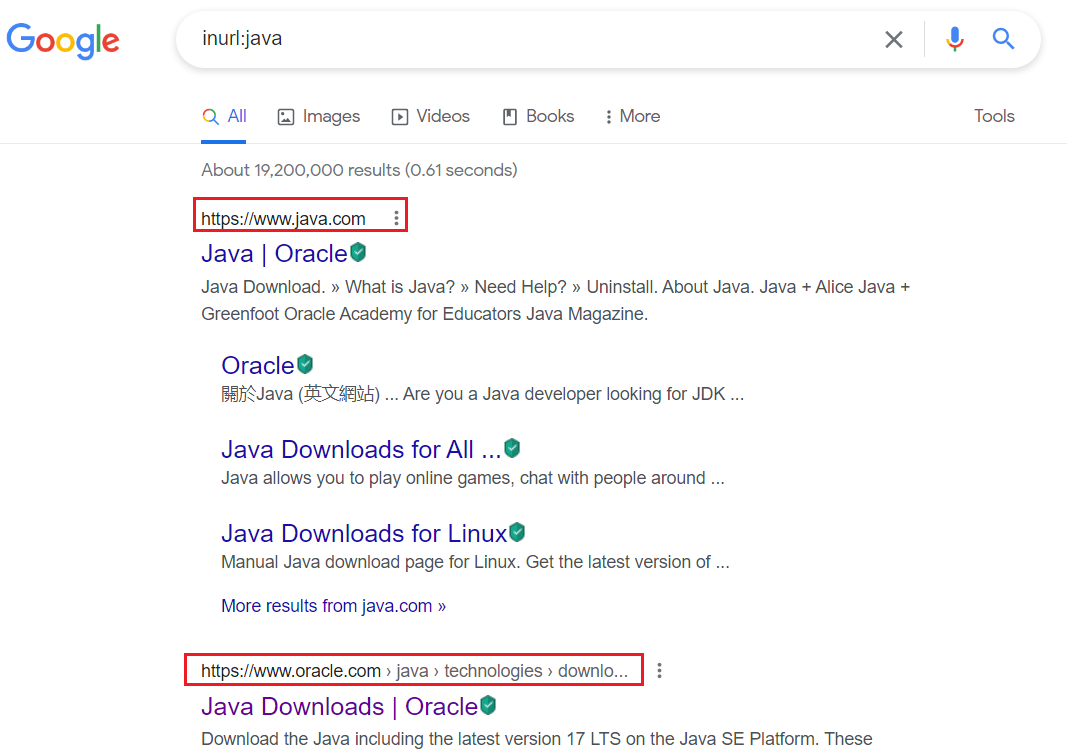 Google
inurl:java
All Images Videos Books More Tools
About 19,200,000 results (0.61 seconds)
https://www.java.com
Java | Oracle
Java Download. » What is Java? » Need Help? » Uninstall. About Java. Java + Alice Java +
Greenfoot Oracle Academy for Educators Java Magazine.
Oracle
關於Java (英文網站) ... Are you a Java developer looking for JDK ...
Java Downloads for All ...
Java allows you to play online games, chat with people around ...
Java Downloads for Linux
Manual Java download page for Linux. Get the latest version of ...
More results from java.com »
https://www.oracle.com › java › technologies › downlo...
Java Downloads | Oracle
Download the Java including the latest version 17 LTS on the Java SE Platform. These